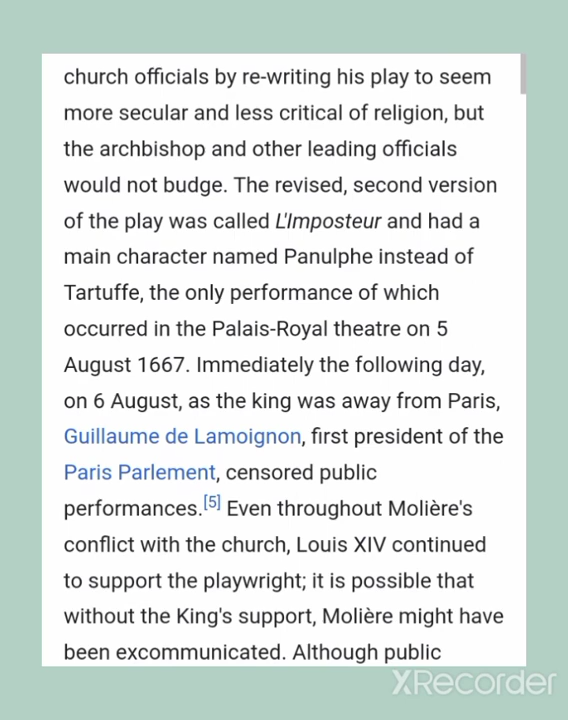 church officials by re-writing his play to seem
more secular and less critical of religion, but
the archbishop and other leading officials
would not budge. The revised, second version
of the play was called L'Imposteur and had a
main character named Panulphe instead of
Tartuffe, the only performance of which
occurred in the Palais-Royal theatre on 5
August 1667. Immediately the following day,
on 6 August, as the king was away from Paris,
Guillaume de Lamoignon, first president of the
Paris Parlement, censored public
performances.[5] Even throughout Molière's
conflict with the church, Louis XIV continued
to support the playwright; it is possible that
without the King's support, Molière might have
been excommunicated. Although public
XRecorder